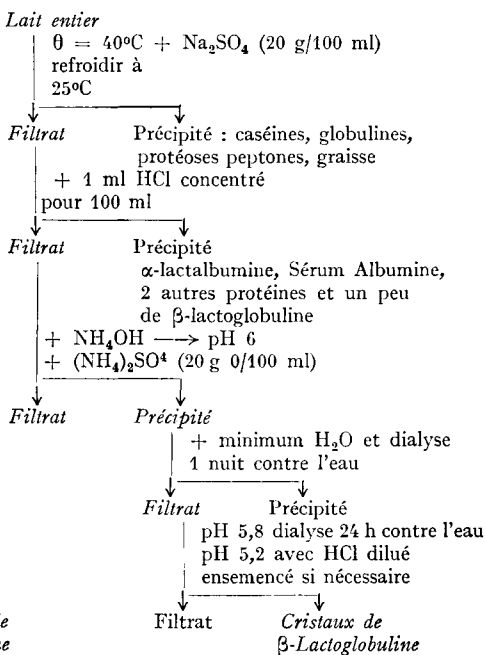 Lait entier
θ = 40ºC + Na₂SO₄ (20 g/100 ml)
refroidir à
25ºC
Filtrat Précipité : caséines, globulines,
protéoses peptones, graisse
+ 1 ml HCl concentré
pour 100 ml
Filtrat Précipité
α-lactalbumine, Sérum Albumine,
2 autres protéines et un peu
de β-lactoglobuline
+ NH₄OH ⟶ pH 6
+ (NH₄)₂SO⁴ (20 g 0/100 ml)
Filtrat Précipité
+ minimum H₂O et dialyse
1 nuit contre l'eau
Filtrat Précipité
pH 5,8 dialyse 24 h contre l'eau
pH 5,2 avec HCl dilué
ensemencé si nécessaire
Filtrat Cristaux de
β-Lactoglobuline